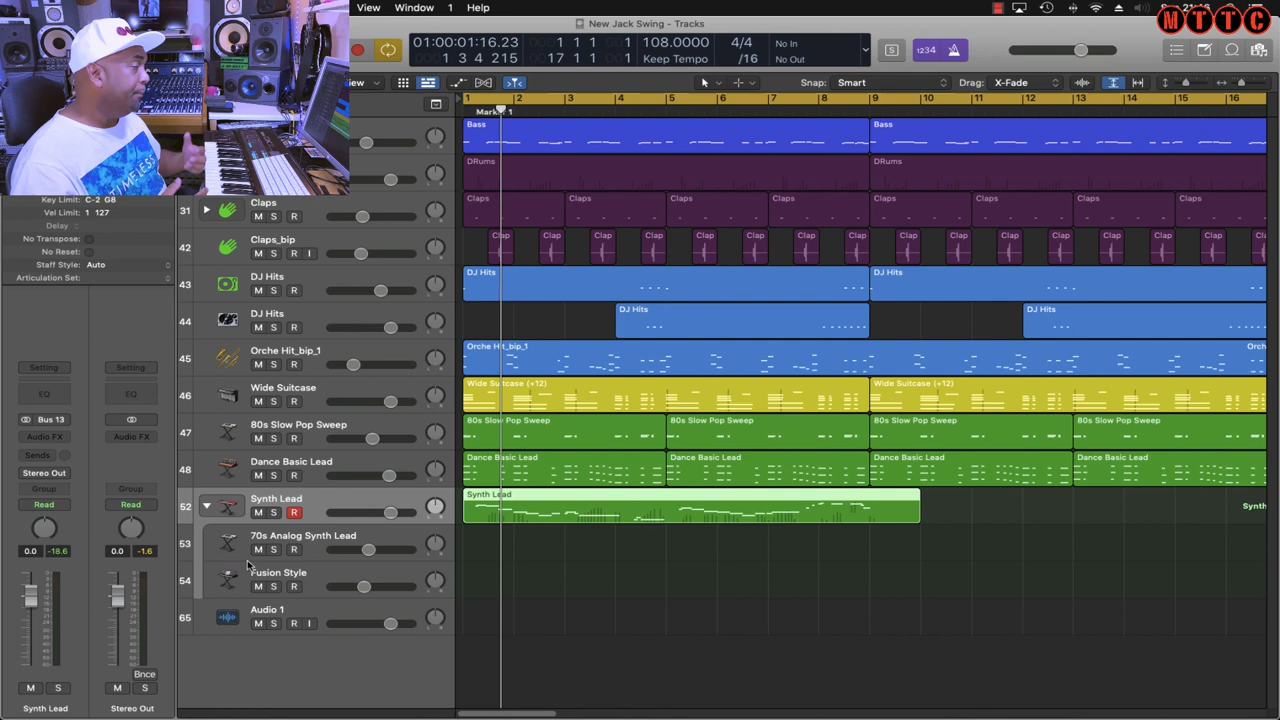 View Window 1 Help
New Jack Swing - Tracks
MTTC
01:00:01:16.23
1 3 4 215
1 1 1 1
17 1 1 1
108.0000
Keep Tempo
4/4
/16
No In
No Out
S
1234
Snap: Smart
Drag: X-Fade
1 2 3 4 5 6 7 8 9 10 11 12 13 14 15 16
TIMELESS
Key Limit: C-2 G8
Vel Limit: 1 127
Delay
No Transpose:
No Reset:
Staff Style: Auto
Articulation Set:
Setting
Setting
EQ
EQ
Bus 13
Audio FX
Audio FX
Sends
Stereo Out
Group
Group
Read
Read
0.0 -18.6
0.0 -1.6
Bnce
M S
M S
Synth Lead
Stereo Out
31 Claps
M S R
42 Claps_bip
M S R I
43 DJ Hits
M S R
44 DJ Hits
M S R
45 Orche Hit_bip_1
M S R
46 Wide Suitcase
M S R
47 80s Slow Pop Sweep
M S R
48 Dance Basic Lead
M S R
52 Synth Lead
M S R
53 70s Analog Synth Lead
M S R
54 Fusion Style
M S R
65 Audio 1
M S R I
Bass Bass
DRums DRums
Claps Claps Claps Claps Claps Claps Claps Claps
Clap Clap Clap Clap Clap Clap Clap Clap Clap Clap Clap Clap Clap Clap Clap
DJ Hits DJ Hits
DJ Hits DJ Hits
Orche Hit_bip_1 Orch
Wide Suitcase (+12) Wide Suitcase (+12)
80s Slow Pop Sweep 80s Slow Pop Sweep 80s Slow Pop Sweep 80s Slow Pop Sweep
Dance Basic Lead Dance Basic Lead Dance Basic Lead Dance Basic Lead
Synth Lead
Synth